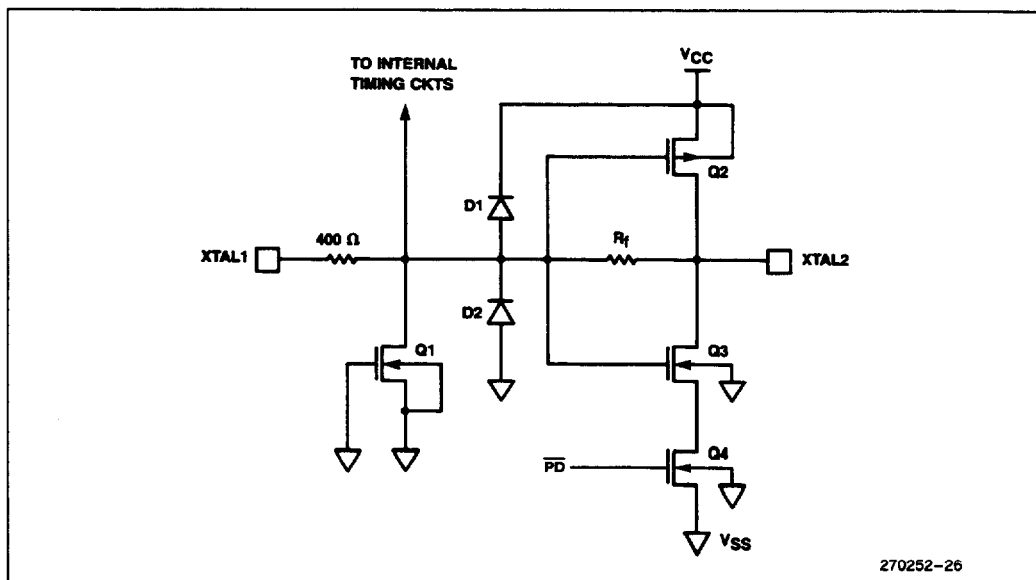 TO INTERNAL
TIMING CKTS
VCC
Q2
D1
400 Ω
Rf
XTAL1
XTAL2
D2
Q1
Q3
Q4
PD
VSS
270252-26